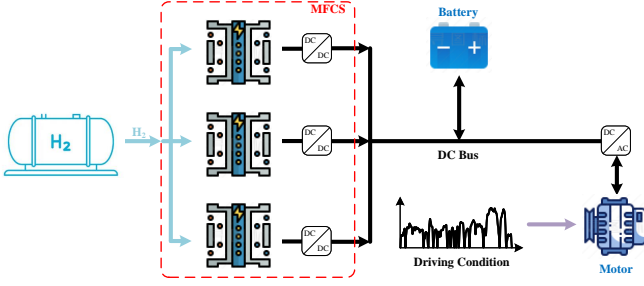 MFCS
Battery
DC
DC
H2
H₂
DC
DC
DC Bus
DC
AC
DC
DC
Driving Condition
Motor